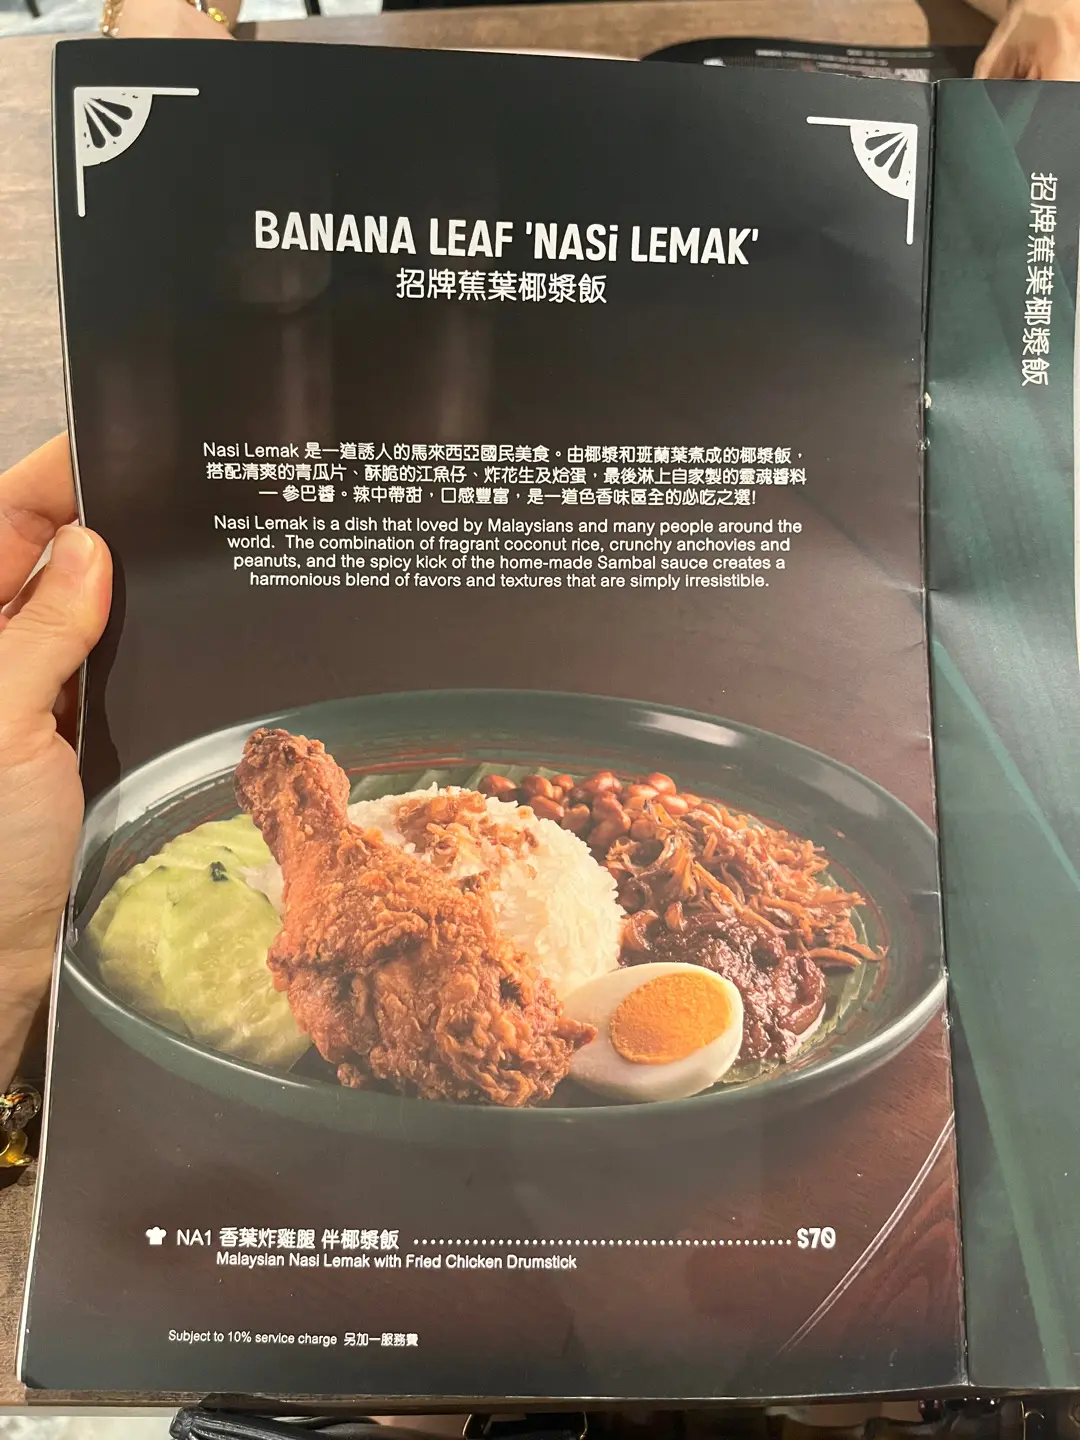 BANANA LEAF 'NASi LEMAK'
招牌蕉葉椰漿飯
Nasi Lemak 是一道誘人的馬來西亞國民美食。由椰漿和班蘭葉煮成的椰漿飯，
搭配清爽的青瓜片、酥脆的江魚仔、炸花生及烚蛋，最後淋上自家製的靈魂醬料
— 參巴醬。辣中帶甜，口感豐富，是一道色香味區全的必吃之選!
Nasi Lemak is a dish that loved by Malaysians and many people around the
world. The combination of fragrant coconut rice, crunchy anchovies and
peanuts, and the spicy kick of the home-made Sambal sauce creates a
harmonious blend of favors and textures that are simply irresistible.
NA1 香葉炸雞腿 伴椰漿飯 ................................................ $70
Malaysian Nasi Lemak with Fried Chicken Drumstick
Subject to 10% service charge 另加一服務費
招牌蕉葉椰漿飯